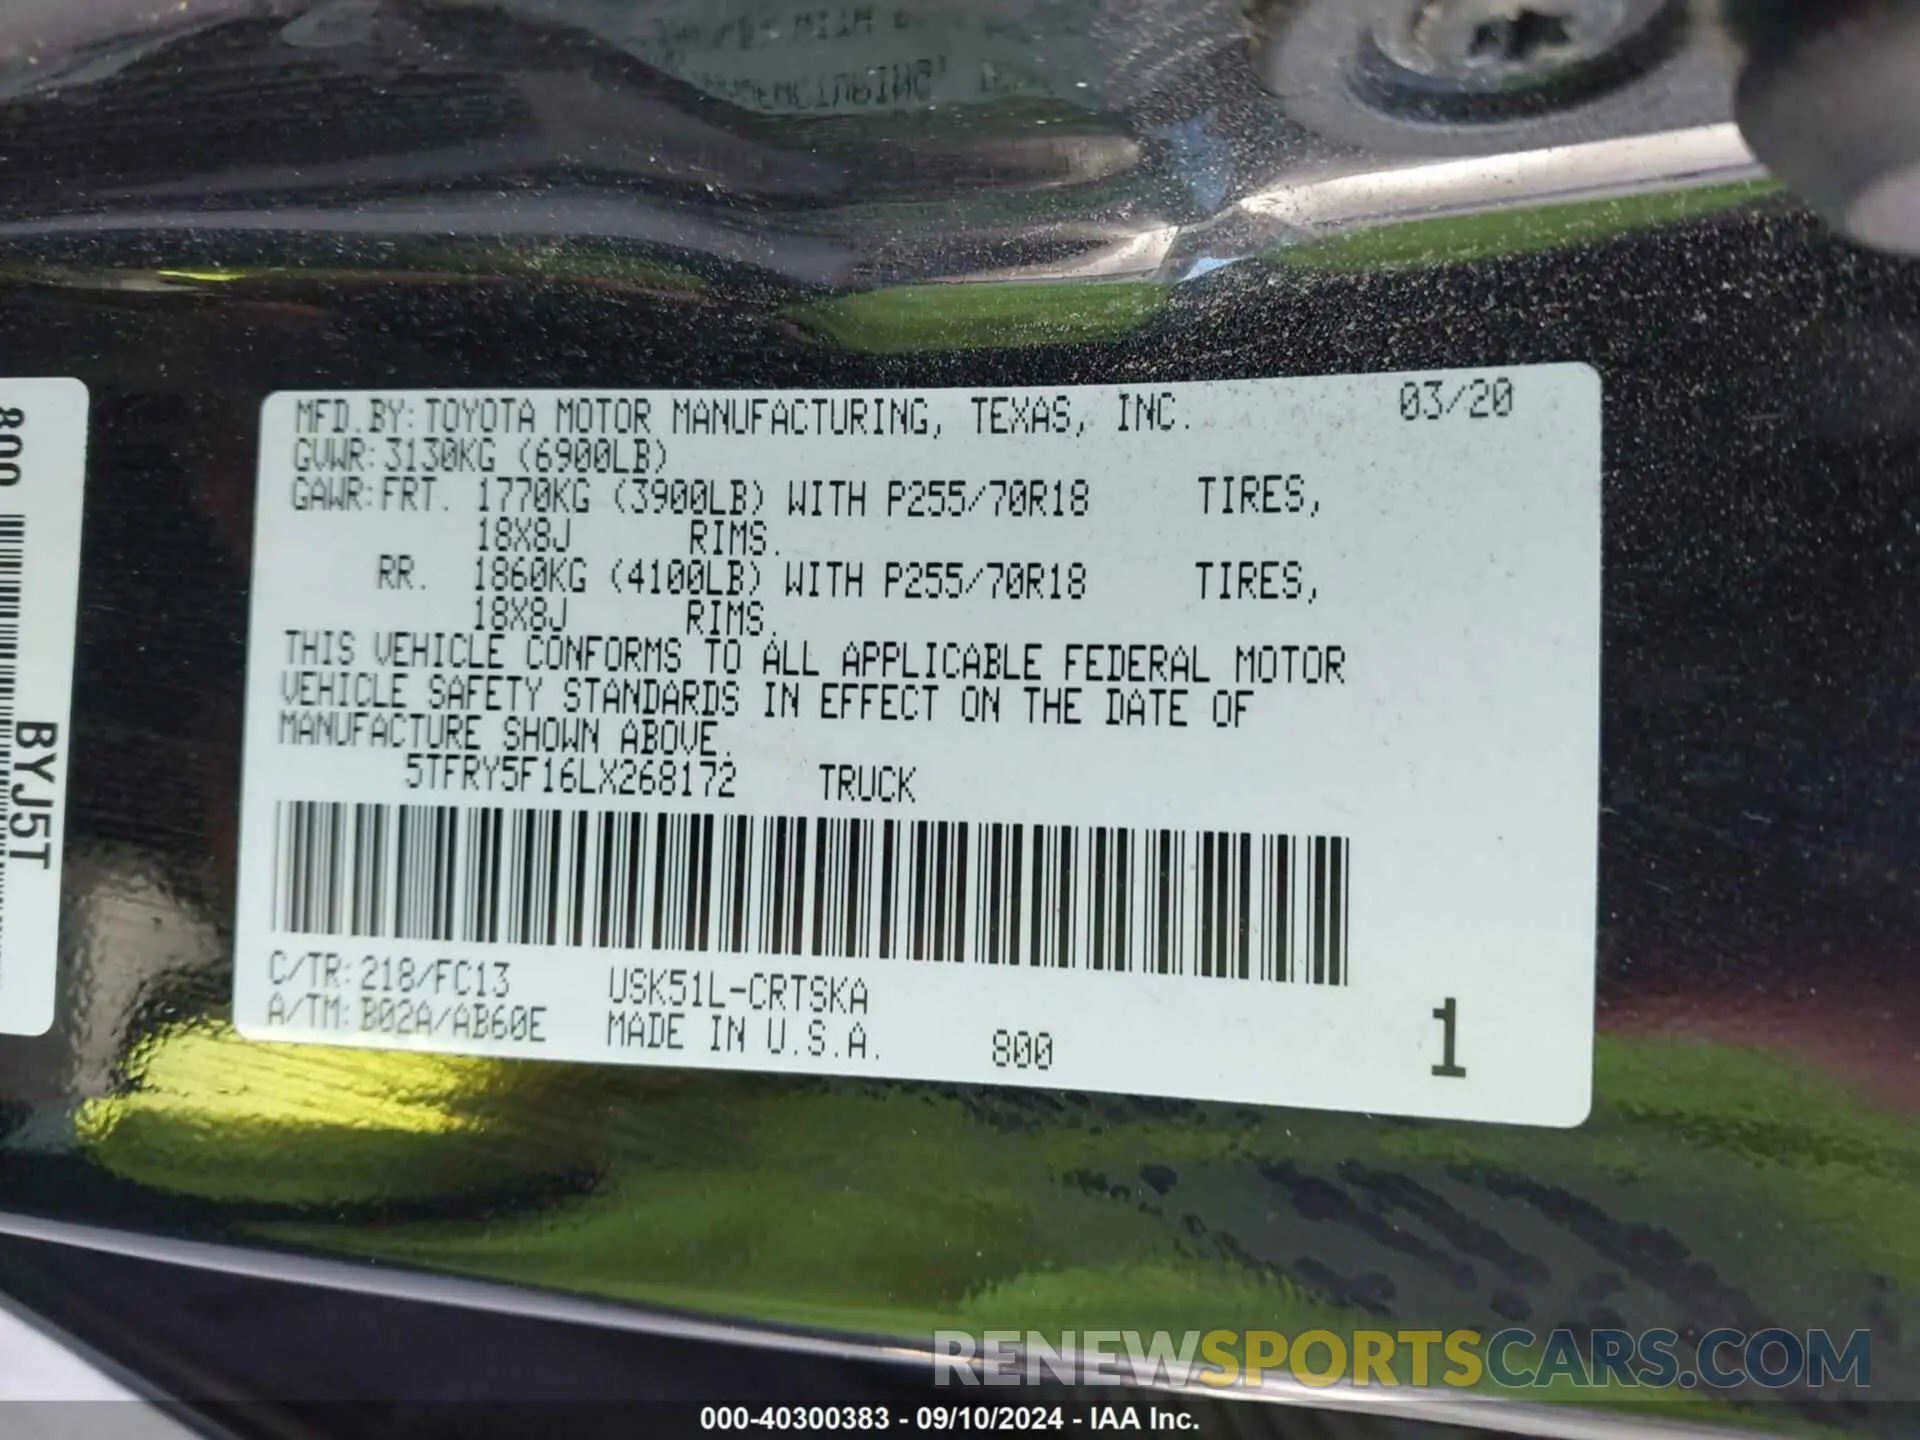 MFD.BY:TOYOTA MOTOR MANUFACTURING, TEXAS, INC. 03/20
GVWR:3130KG (6900LB)
GAWR:FRT. 1770KG (3900LB) WITH P255/70R18 TIRES,
18X8J RIMS.
RR. 1860KG (4100LB) WITH P255/70R18 TIRES,
18X8J RIMS.
THIS VEHICLE CONFORMS TO ALL APPLICABLE FEDERAL MOTOR
VEHICLE SAFETY STANDARDS IN EFFECT ON THE DATE OF
MANUFACTURE SHOWN ABOVE.
5TFRY5F16LX268172 TRUCK
C/TR:218/FC13 USK51L-CRTSKA
A/TM:B02A/AB60E MADE IN U.S.A. 800 1
800
BYJ5T
RENEWSPORTSCARS.COM
000-40300383 - 09/10/2024 - IAA Inc.